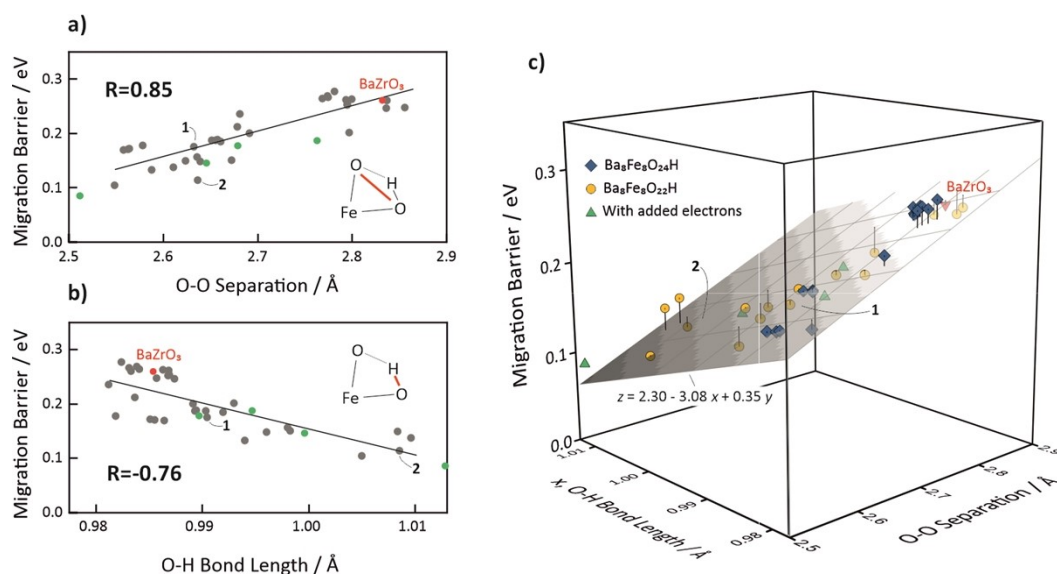 a)
Migration Barrier / eV
0.3
0.2
0.1
0.0
R=0.85
BaZrO₃
1
2
O
H
Fe
O
2.5
2.6
2.7
2.8
2.9
O-O Separation / Å
b)
Migration Barrier / eV
0.3
0.2
0.1
0.0
BaZrO₃
1
2
R=-0.76
O
H
Fe
O
0.98
0.99
1.00
1.01
O-H Bond Length / Å
c)
Migration Barrier / eV
0.3
0.2
0.1
0.0
Ba₈Fe₈O₂₄H
Ba₈Fe₈O₂₂H
With added electrons
BaZrO₃
2
1
z = 2.30 - 3.08 x + 0.35 y
1.01
1.00
0.99
0.98
x, O-H Bond Length / Å
2.5
2.6
2.7
2.8
2.9
O-O Separation / Å